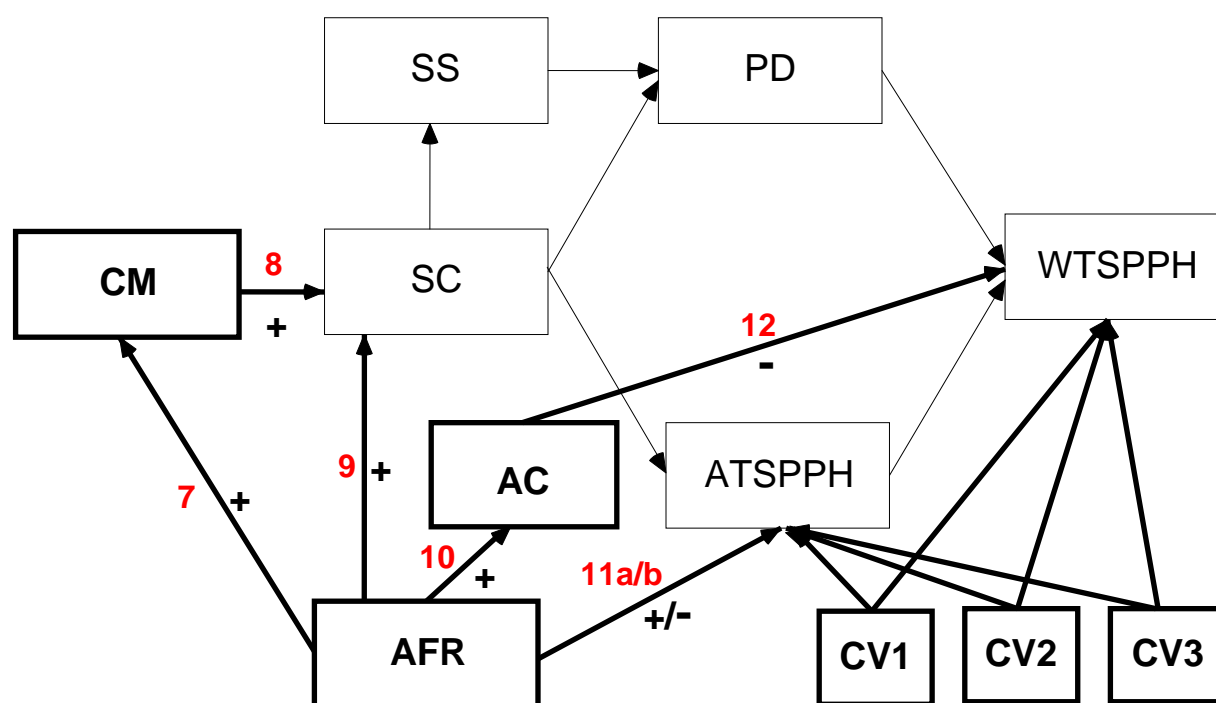 SS
PD
CM
8
+
SC
WTSPPH
12
-
7
+
9
+
AC
ATSPPH
10
+
11a/b
+/-
AFR
CV1
CV2
CV3